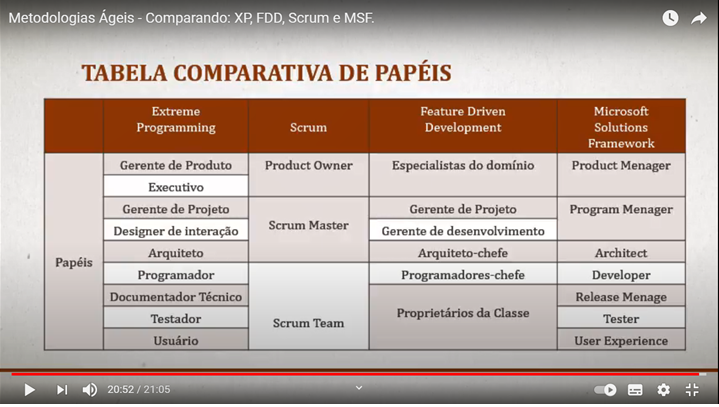 Metodologias Ágeis - Comparando: XP, FDD, Scrum e MSF.
TABELA COMPARATIVA DE PAPÉIS
Extreme
Programming
Scrum
Feature Driven
Development
Microsoft
Solutions
Framework
Papéis
Gerente de Produto
Product Owner
Especialistas do domínio
Product Menager
Executivo
Gerente de Projeto
Scrum Master
Gerente de Projeto
Program Menager
Designer de interação
Gerente de desenvolvimento
Arquiteto
Arquiteto-chefe
Architect
Programador
Scrum Team
Programadores-chefe
Developer
Documentador Técnico
Proprietários da Classe
Release Menage
Testador
Tester
Usuário
User Experience
20:52 / 21:05